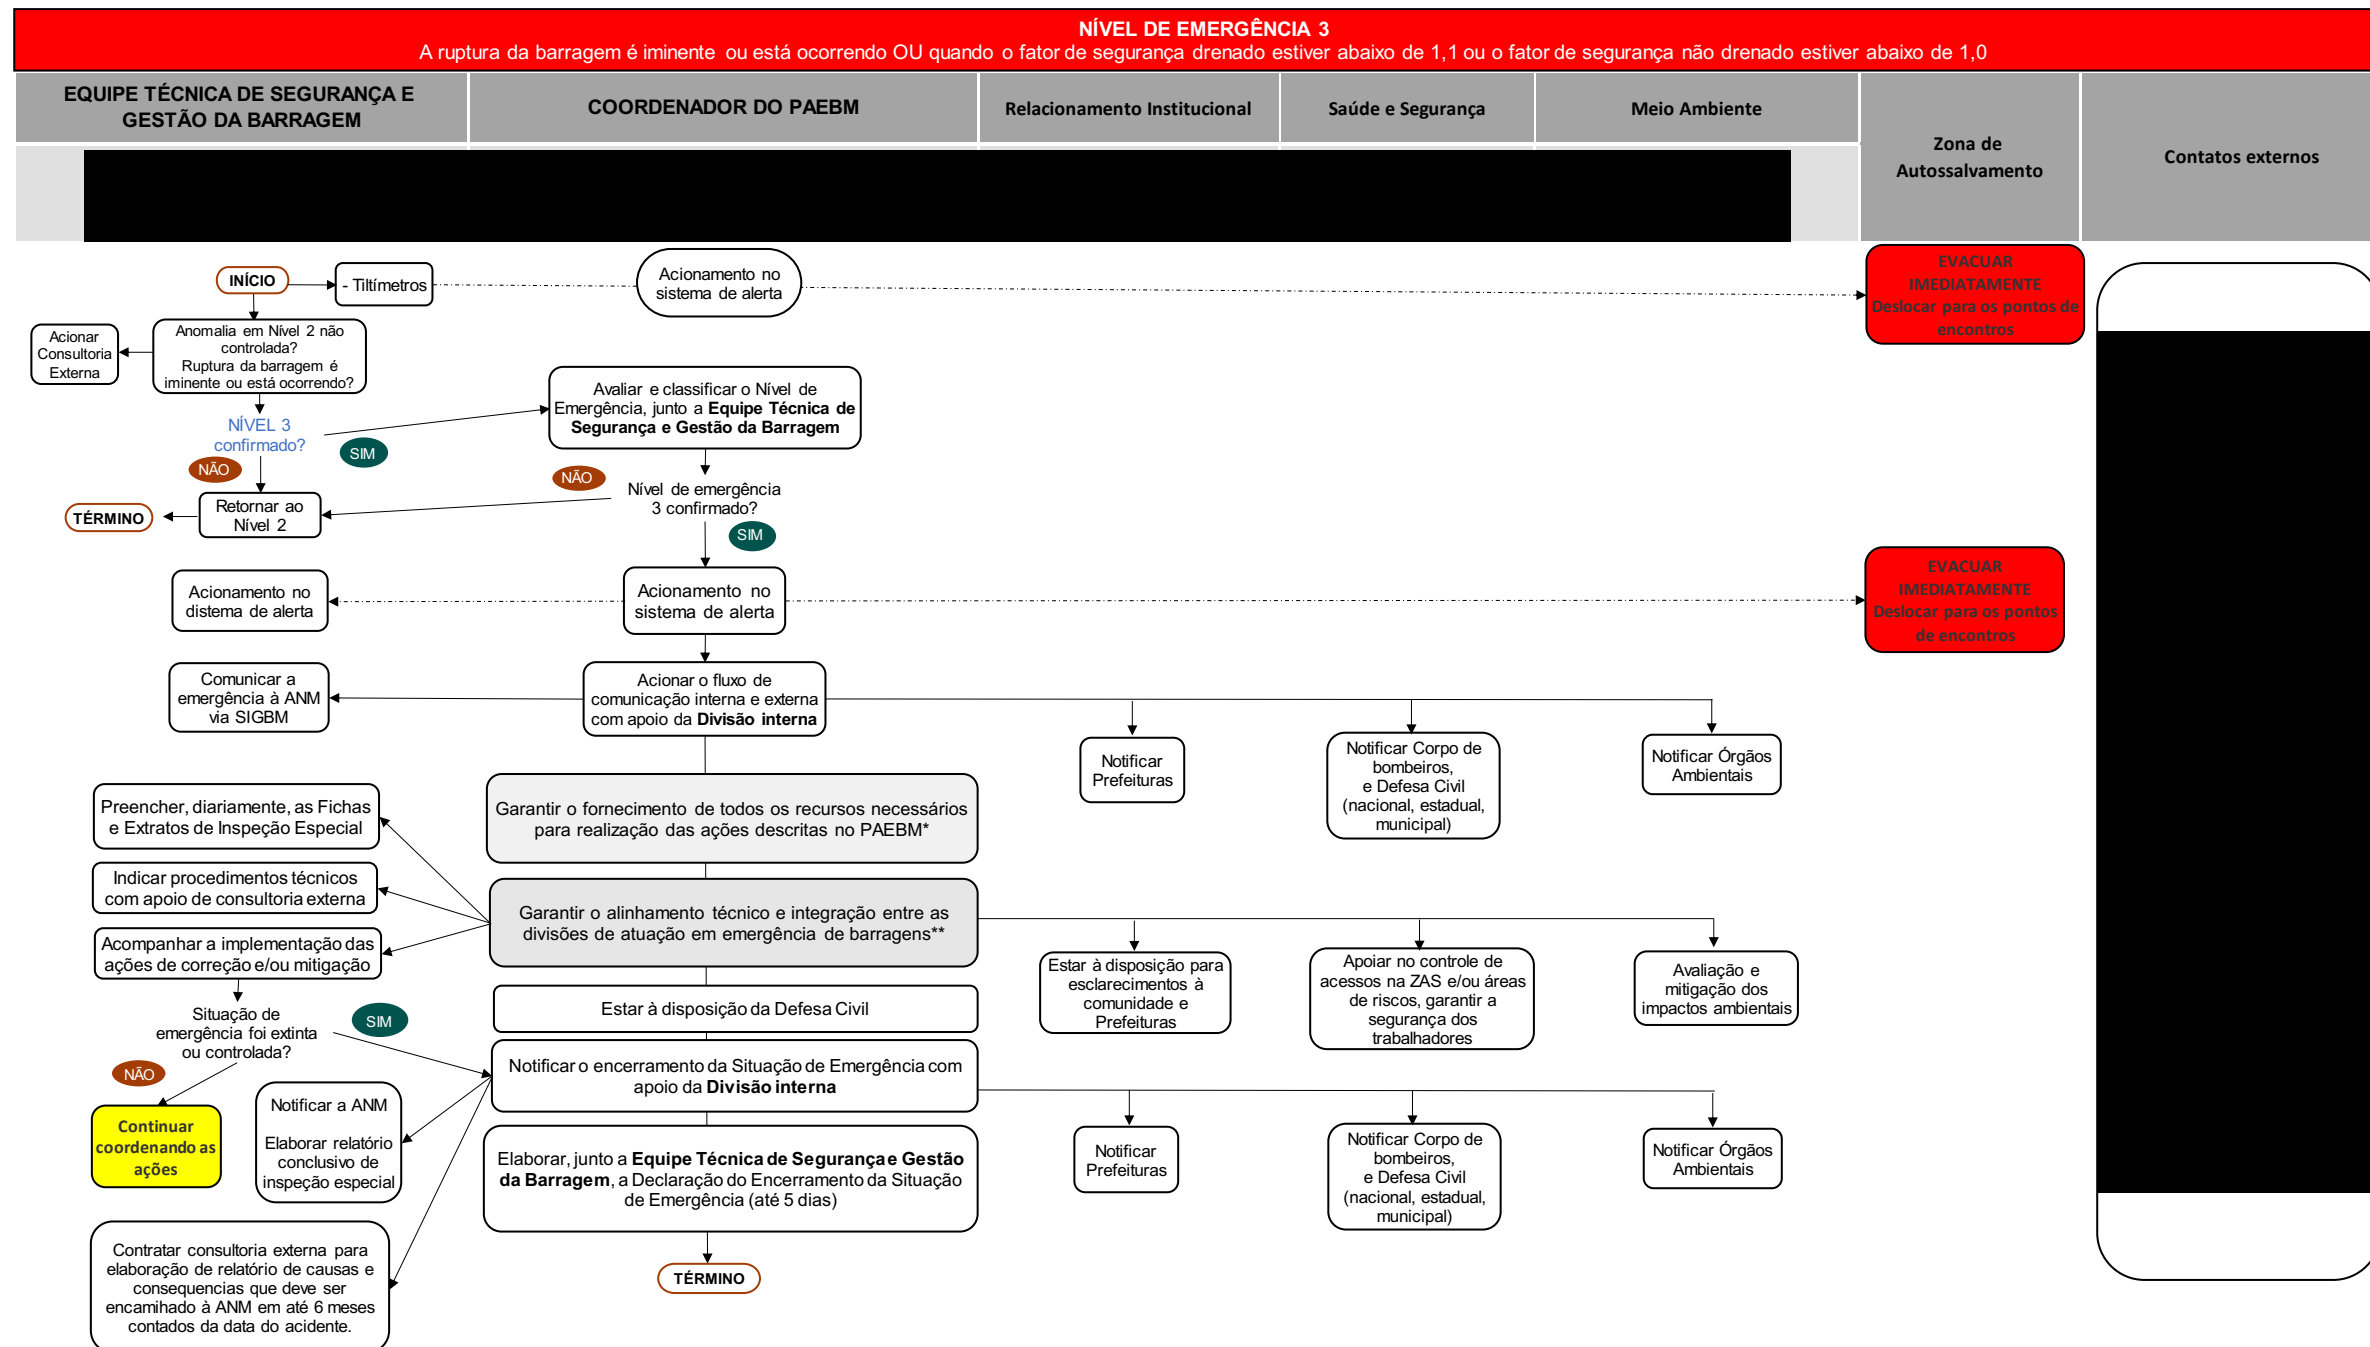 NÍVEL DE EMERGÊNCIA 3
A ruptura da barragem é iminente ou está ocorrendo OU quando o fator de segurança drenado estiver abaixo de 1,1 ou o fator de segurança não drenado estiver abaixo de 1,0
EQUIPE TÉCNICA DE SEGURANÇA E
GESTÃO DA BARRAGEM
COORDENADOR DO PAEBM
Relacionamento Institucional
Saúde e Segurança
Meio Ambiente
Zona de
Autossalvamento
Contatos externos
INÍCIO
- Tiltímetros
Acionamento no
sistema de alerta
EVACUAR
IMEDIATAMENTE
Deslocar para os pontos de
encontros
Acionar
Consultoria
Externa
Anomalia em Nível 2 não
controlada?
Ruptura da barragem é
iminente ou está ocorrendo?
Avaliar e classificar o Nível de
Emergência, junto a Equipe Técnica de
Segurança e Gestão da Barragem
NÍVEL 3
confirmado?
SIM
NÃO
NÃO
Nível de emergência
3 confirmado?
SIM
Retornar ao
Nível 2
TÉRMINO
Acionamento no
distema de alerta
Acionamento no
sistema de alerta
EVACUAR
IMEDIATAMENTE
Deslocar para os pontos
de encontros
Comunicar a
emergência à ANM
via SIGBM
Acionar o fluxo de
comunicação interna e externa
com apoio da Divisão interna
Notificar
Prefeituras
Notificar Corpo de
bombeiros,
e Defesa Civil
(nacional, estadual,
municipal)
Notificar Órgãos
Ambientais
Preencher, diariamente, as Fichas
e Extratos de Inspeção Especial
Garantir o fornecimento de todos os recursos necessários
para realização das ações descritas no PAEBM*
Indicar procedimentos técnicos
com apoio de consultoria externa
Garantir o alinhamento técnico e integração entre as
divisões de atuação em emergência de barragens**
Acompanhar a implementação das
ações de correção e/ou mitigação
Estar à disposição para
esclarecimentos à
comunidade e
Prefeituras
Apoiar no controle de
acessos na ZAS e/ou áreas
de riscos, garantir a
segurança dos
trabalhadores
Avaliação e
mitigação dos
impactos ambientais
Estar à disposição da Defesa Civil
Situação de
emergência foi extinta
ou controlada?
SIM
NÃO
Notificar o encerramento da Situação de Emergência com
apoio da Divisão interna
Continuar
coordenando as
ações
Notificar a ANM
Elaborar relatório
conclusivo de
inspeção especial
Elaborar, junto a Equipe Técnica de Segurança e Gestão
da Barragem, a Declaração do Encerramento da Situação
de Emergência (até 5 dias)
Notificar
Prefeituras
Notificar Corpo de
bombeiros,
e Defesa Civil
(nacional, estadual,
municipal)
Notificar Órgãos
Ambientais
Contratar consultoria externa para
elaboração de relatório de causas e
consequencias que deve ser
encamihado à ANM em até 6 meses
contados da data do acidente.
TÉRMINO